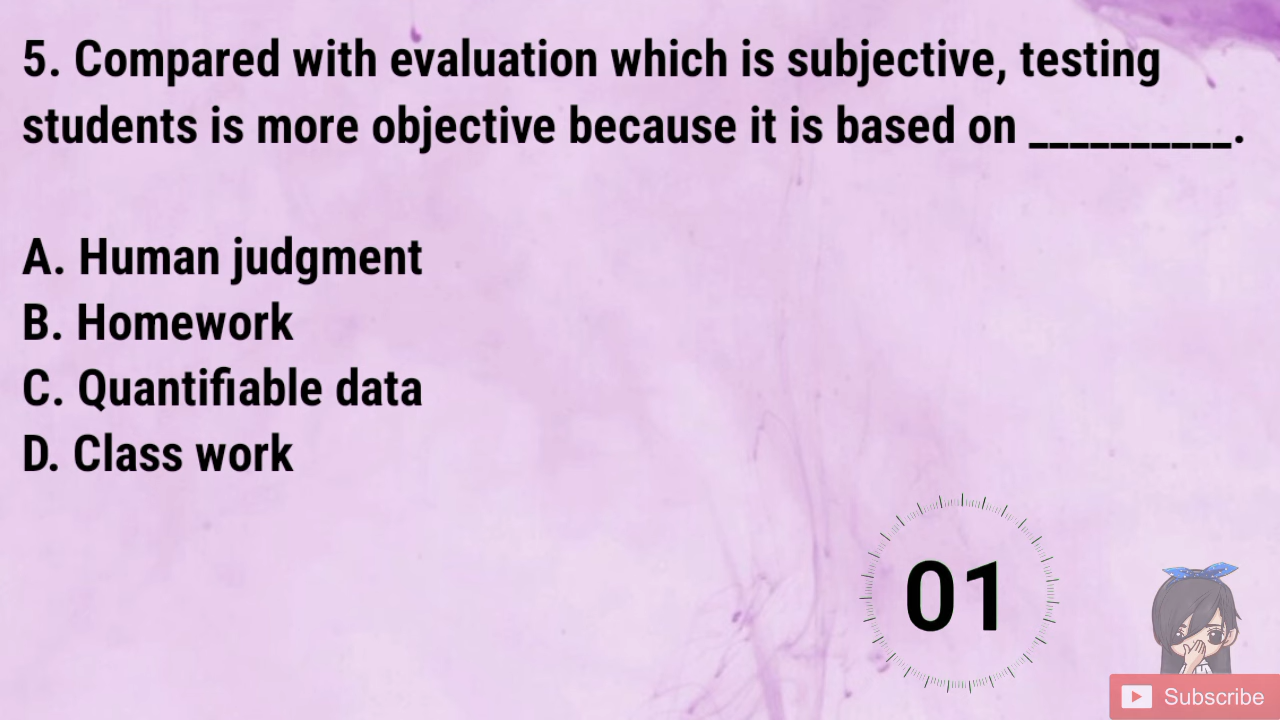 5. Compared with evaluation which is subjective, testing
students is more objective because it is based on __________.
A. Human judgment
B. Homework
C. Quantifiable data
D. Class work
01
Subscribe